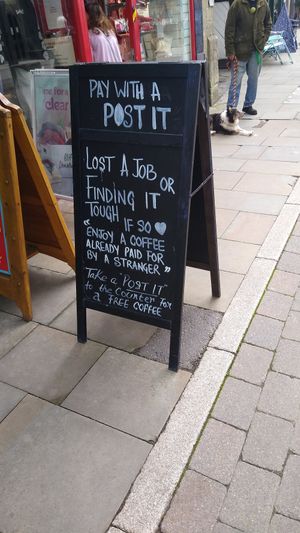 PAY WITH A
POST IT
LOST A JOB OR
FINDING IT
TOUGH IF SO
"ENJOY A COFFEE
ALREADY PAID FOR
BY A STRANGER"
Take a "POST IT"
to the counter for
a FREE COFFEE
clear